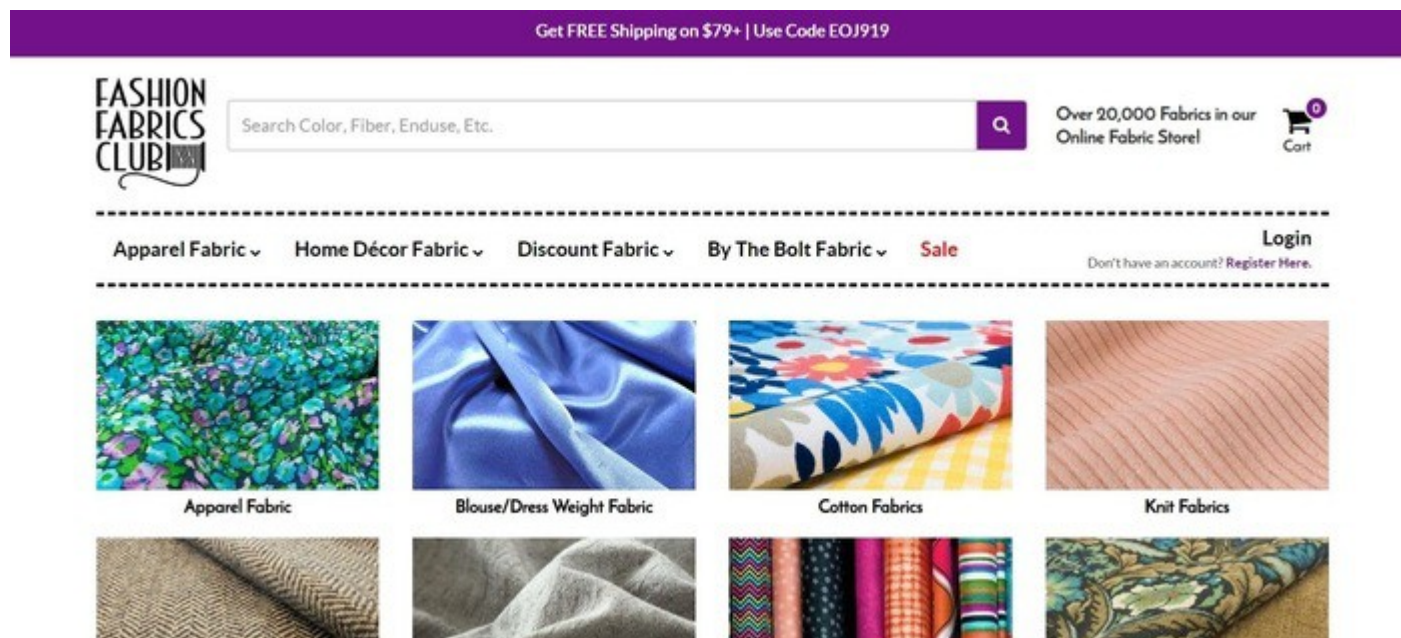 Get FREE Shipping on $79+ | Use Code EOJ919
FASHION
FABRICS
CLUB
Search Color, Fiber, Enduse, Etc.
Over 20,000 Fabrics in our
Online Fabric Store!
0
Cart
Apparel Fabric
Home Décor Fabric
Discount Fabric
By The Bolt Fabric
Sale
Login
Don't have an account? Register Here.
Apparel Fabric
Blouse/Dress Weight Fabric
Cotton Fabrics
Knit Fabrics